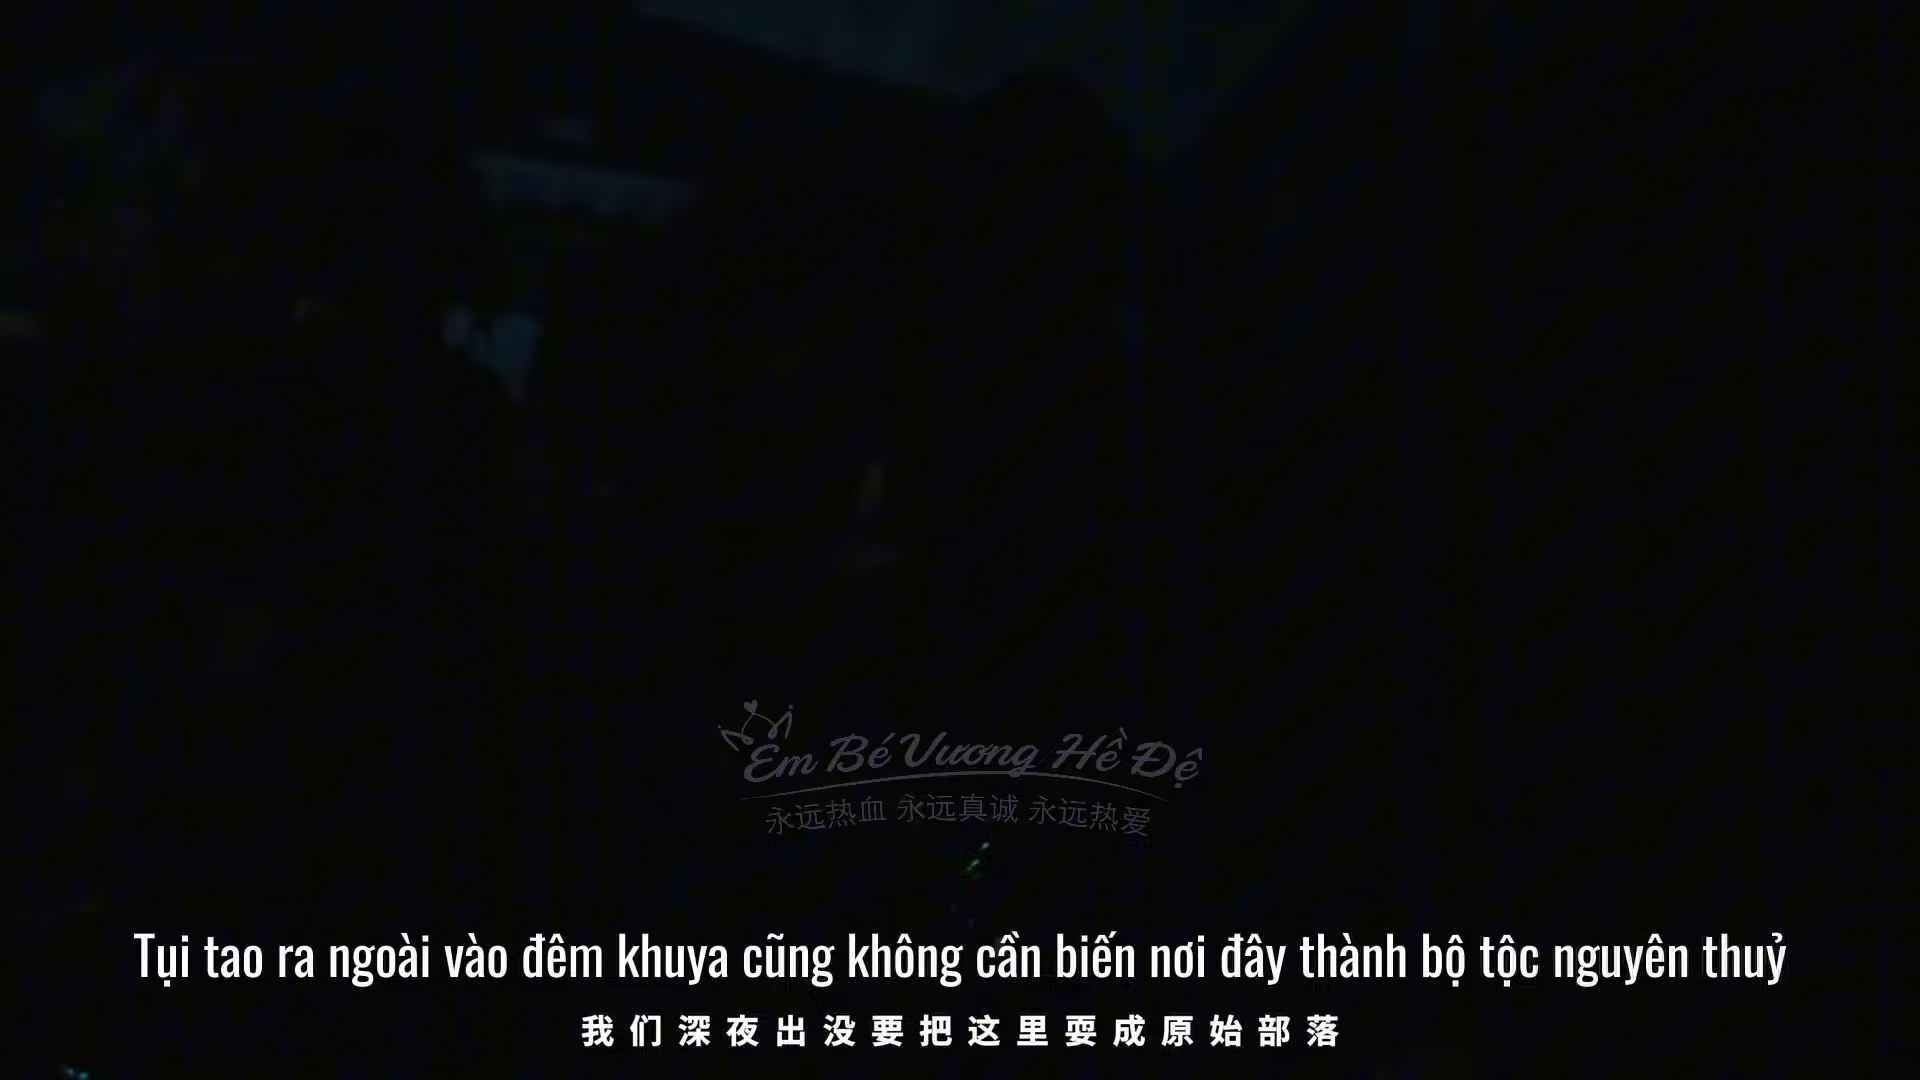 Em Bé Vương Hề Đệ
永远热血 永远真诚 永远热爱
Tụi tao ra ngoài vào đêm khuya cũng không cần biến nơi đây thành bộ tộc nguyên thuỷ
我们深夜出没要把这里耍成原始部落